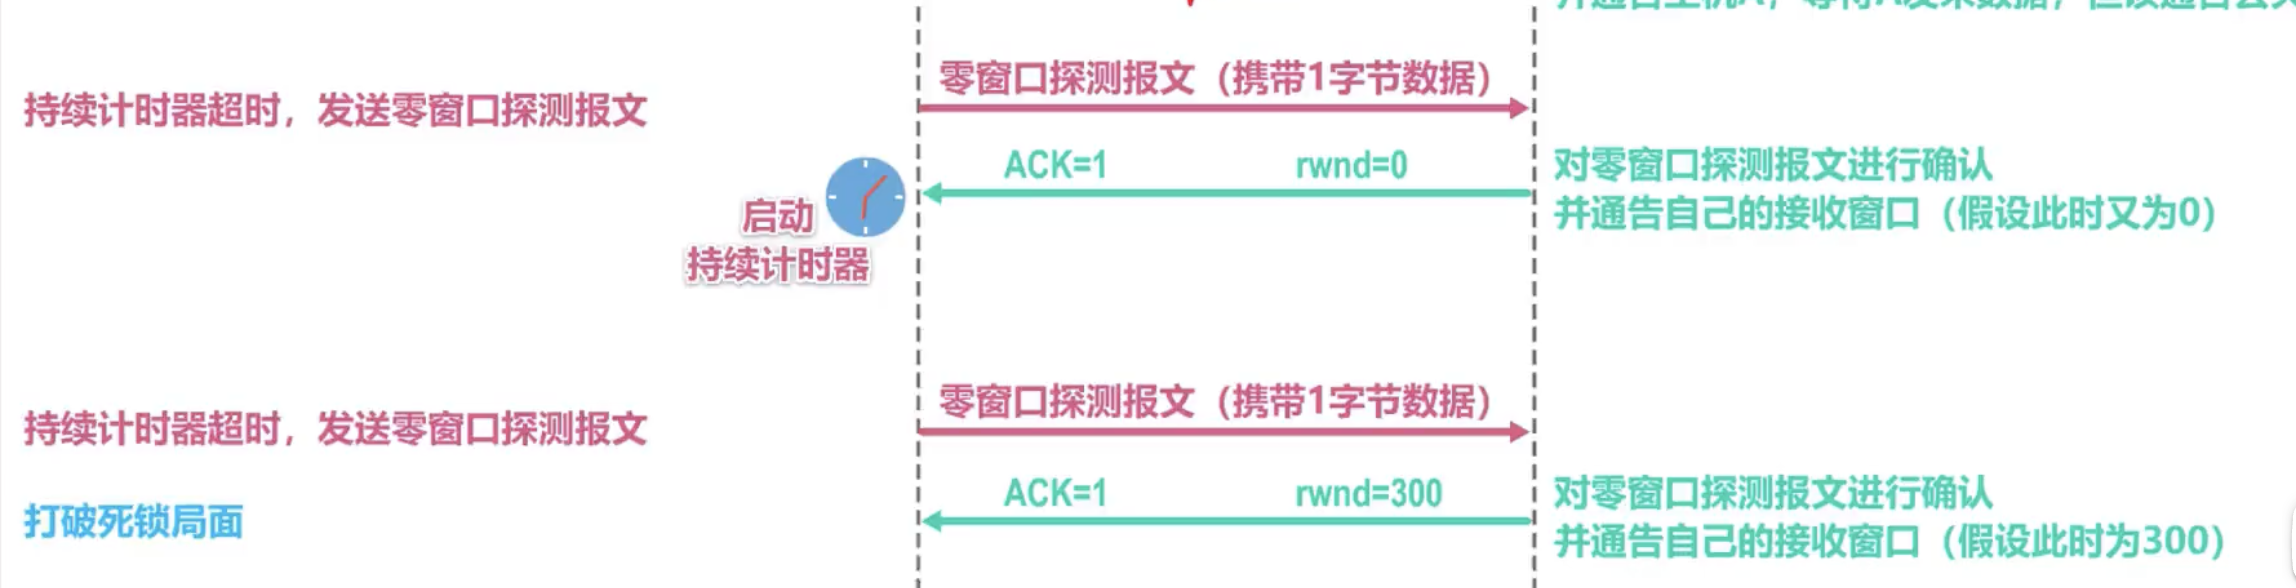 持续计时器超时，发送零窗口探测报文
零窗口探测报文（携带1字节数据）
ACK=1 rwnd=0
对零窗口探测报文进行确认
并通告自己的接收窗口（假设此时又为0）
启动
持续计时器
持续计时器超时，发送零窗口探测报文
零窗口探测报文（携带1字节数据）
ACK=1 rwnd=300
对零窗口探测报文进行确认
并通告自己的接收窗口（假设此时为300）
打破死锁局面